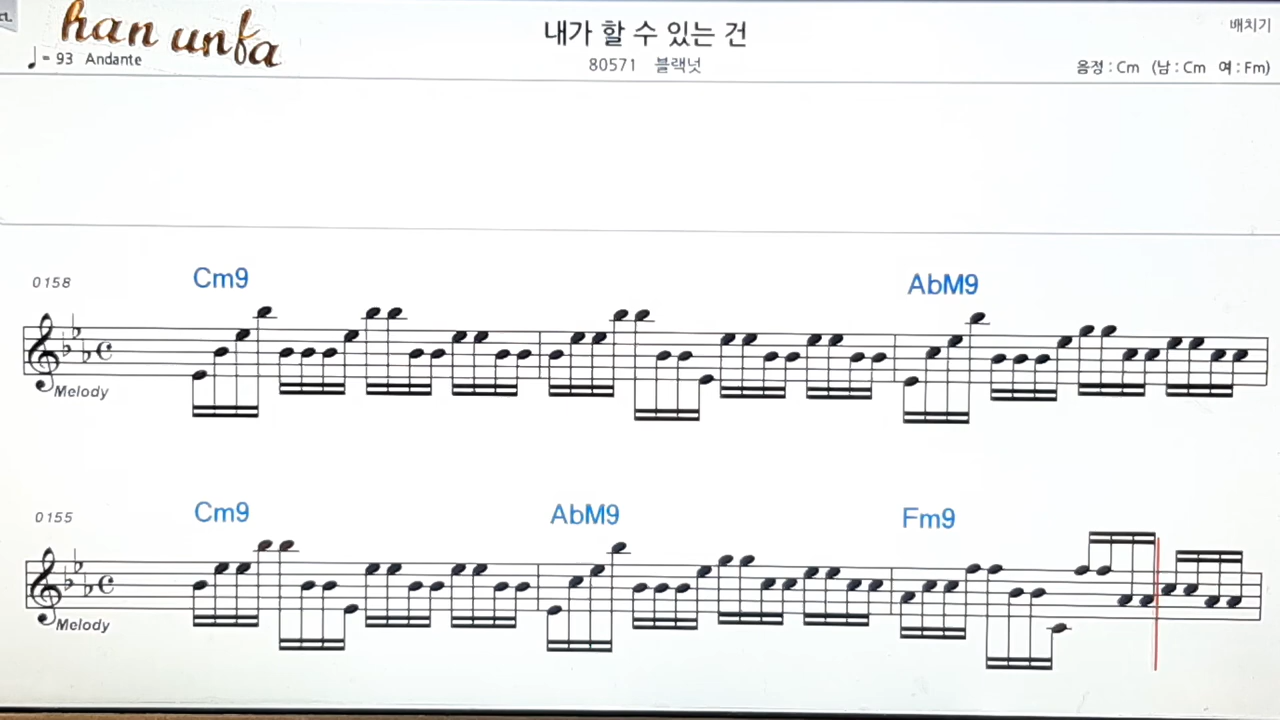 han unfa
내가 할 수 있는 건
배치기
♩= 93 Andante
80571 블랙넛
음정 : Cm (남 : Cm 여 : Fm)
0158
Cm9 AbM9
Melody
0155
Cm9 AbM9 Fm9
Melody